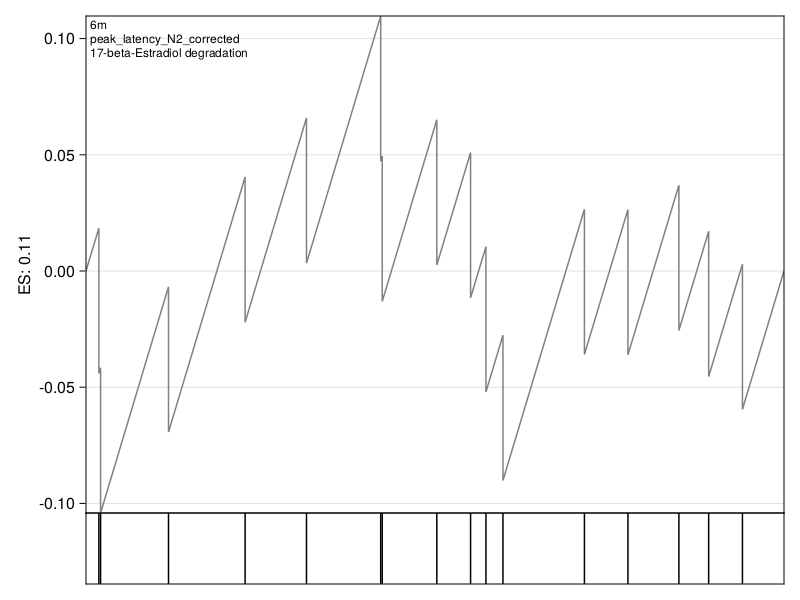 6m
peak_latency_N2_corrected
17-beta-Estradiol degradation
0.10
0.05
0.00
-0.05
-0.10
ES: 0.11